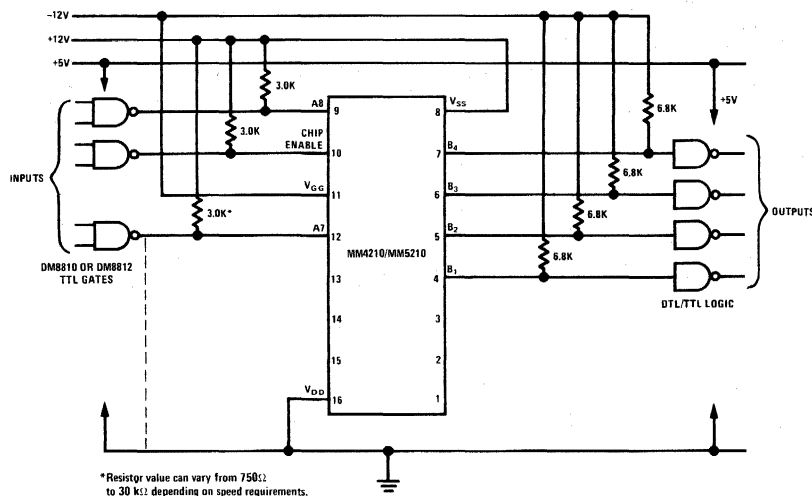 –12V
+12V
+5V
3.0K
A8
9
VSS
8
6.8K
+5V
3.0K
CHIP
ENABLE
10
B4
7
INPUTS
VGG
11
B3
6
6.8K
OUTPUTS
3.0K*
A7
12
B2
5
6.8K
MM4210/MM5210
DM8810 OR DM8812
TTL GATES
13
B1
4
6.8K
DTL/TTL LOGIC
14
3
15
2
VDD
16
1
*Resistor value can vary from 750Ω
to 30 kΩ depending on speed requirements.